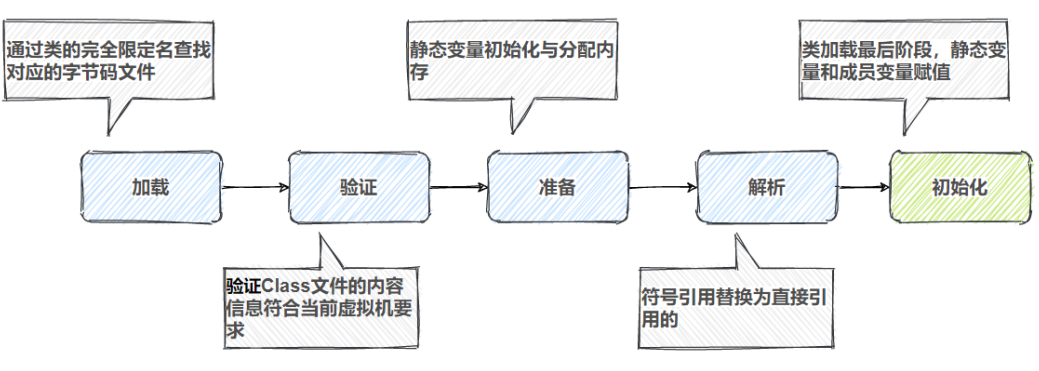 通过类的完全限定名查找
对应的字节码文件
静态变量初始化与分配内
存
类加载最后阶段，静态变
量和成员变量赋值
加载
验证
准备
解析
初始化
验证Class文件的内容
信息符合当前虚拟机要
求
符号引用替换为直接引
用的